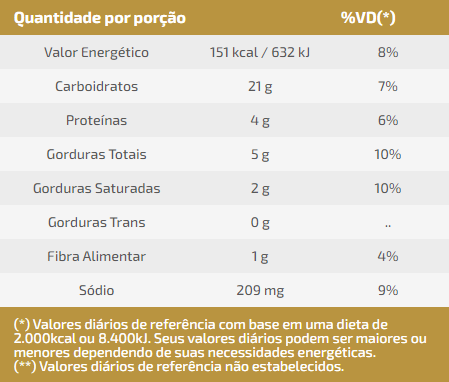 Quantidade por porção %VD(*)
Valor Energético 151 kcal / 632 kJ 8%
Carboidratos 21 g 7%
Proteínas 4 g 6%
Gorduras Totais 5 g 10%
Gorduras Saturadas 2 g 10%
Gorduras Trans 0 g ..
Fibra Alimentar 1 g 4%
Sódio 209 mg 9%
(*) Valores diários de referência com base em uma dieta de
2.000kcal ou 8.400kJ. Seus valores diários podem ser maiores ou
menores dependendo de suas necessidades energéticas.
(**) Valores diários de referência não estabelecidos.